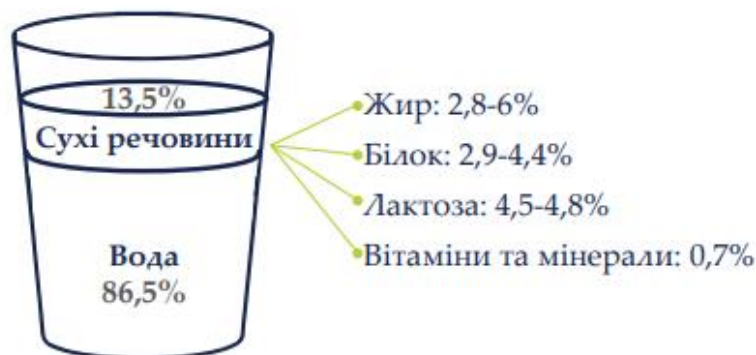 13,5%
Сухі речовини
Вода
86,5%
Жир: 2,8-6%
Білок: 2,9-4,4%
Лактоза: 4,5-4,8%
Вітаміни та мінерали: 0,7%